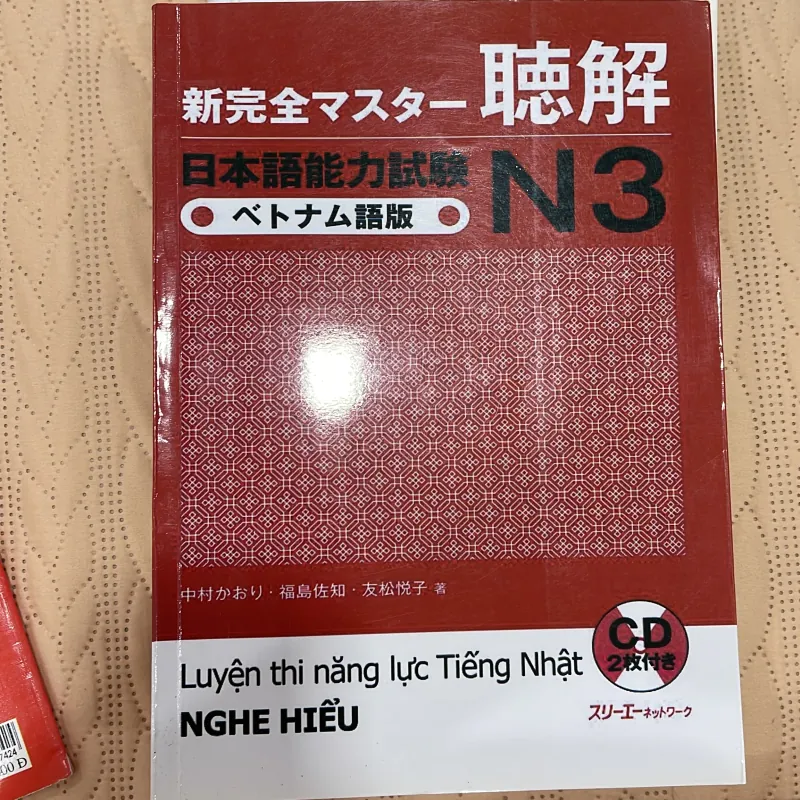 新完全マスター 聴解
日本語能力試験 N3
ベトナム語版
中村かおり・福島佐知・友松悦子 著
CD
2枚付き
Luyện thi năng lực Tiếng Nhật
NGHE HIỂU
スリーエーネットワーク
7424
00 Đ